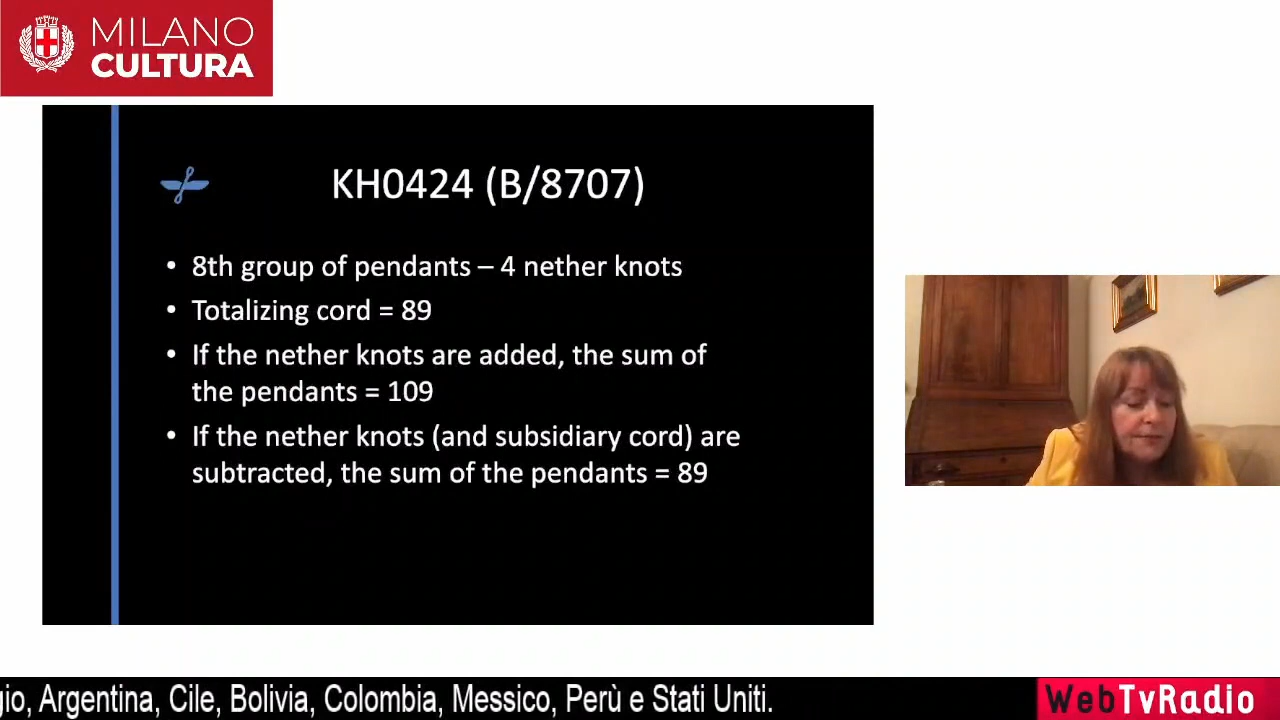 MILANO
CULTURA
KH0424 (B/8707)
• 8th group of pendants – 4 nether knots
• Totalizing cord = 89
• If the nether knots are added, the sum of
the pendants = 109
• If the nether knots (and subsidiary cord) are
subtracted, the sum of the pendants = 89
gio, Argentina, Cile, Bolivia, Colombia, Messico, Perù e Stati Uniti.
WebTvRadio